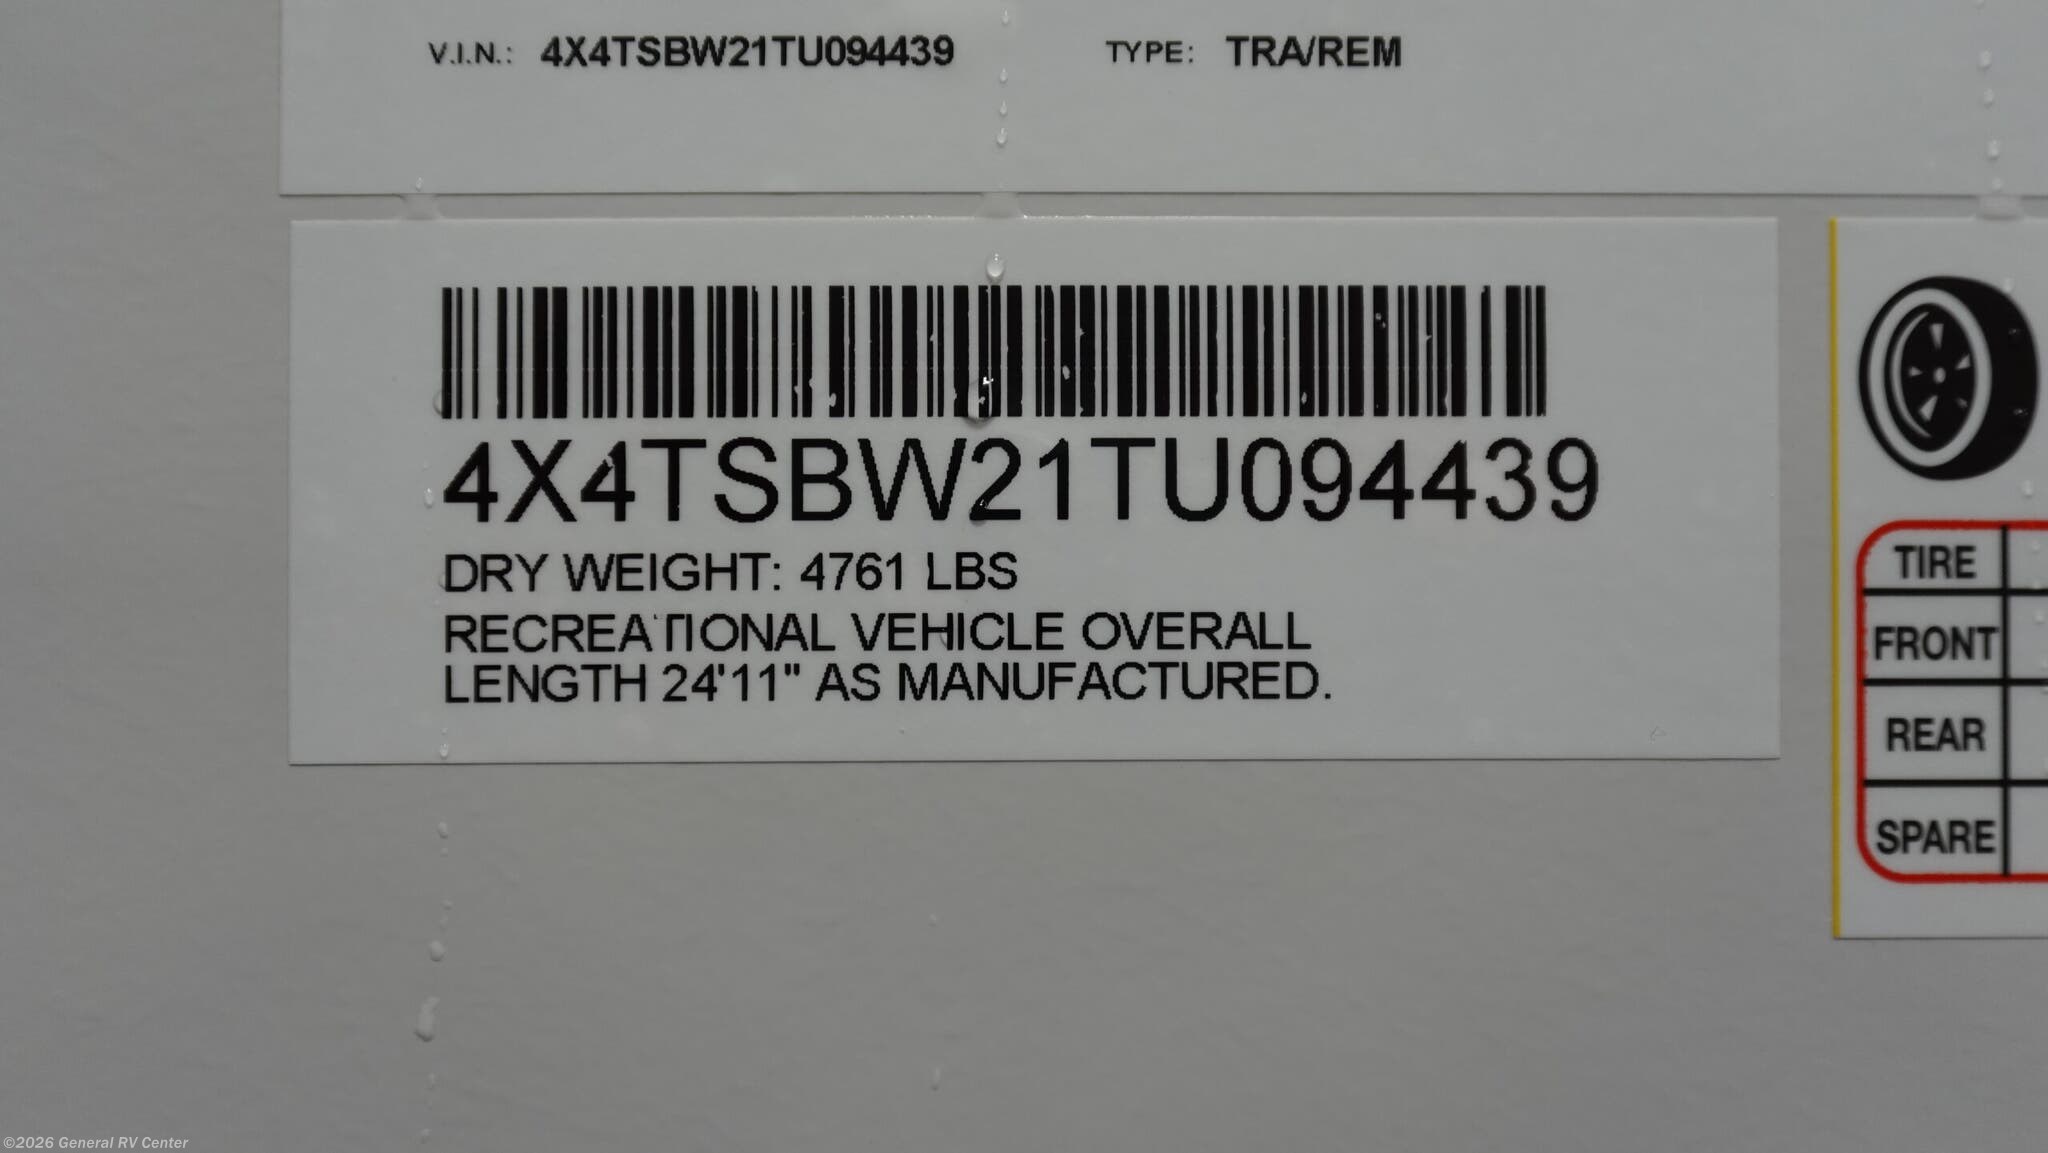 V.I.N.: 4X4TSBW21TU094439 TYPE: TRA/REM
4X4TSBW21TU094439
DRY WEIGHT: 4761 LBS
RECREATIONAL VEHICLE OVERALL
LENGTH 24'11" AS MANUFACTURED.
TIRE
FRONT
REAR
SPARE
©2026 General RV Center